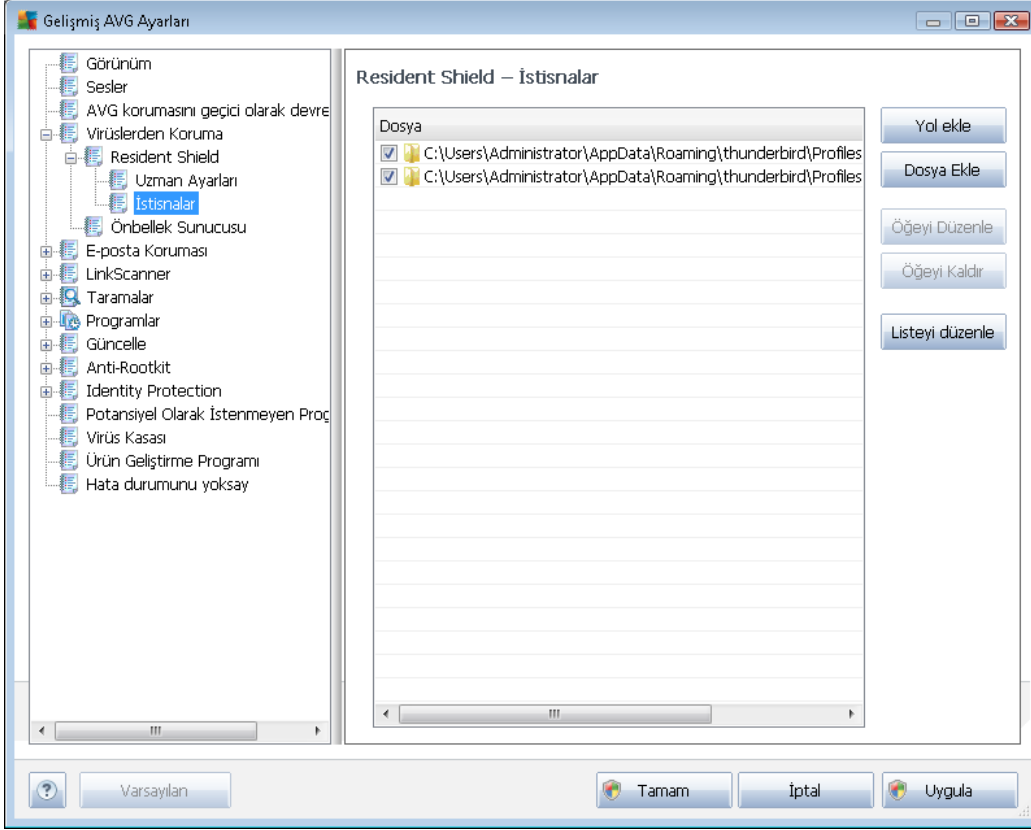 Gelişmiş AVG Ayarları
Görünüm
Sesler
AVG korumasını geçici olarak devre
Virüslerden Koruma
Resident Shield
Uzman Ayarları
İstisnalar
Önbellek Sunucusu
E-posta Koruması
LinkScanner
Taramalar
Programlar
Güncelle
Anti-Rootkit
Identity Protection
Potansiyel Olarak İstenmeyen Prog
Virüs Kasası
Ürün Geliştirme Programı
Hata durumunu yoksay
Resident Shield – İstisnalar
Dosya
C:\Users\Administrator\AppData\Roaming\thunderbird\Profiles
C:\Users\Administrator\AppData\Roaming\thunderbird\Profiles
Yol ekle
Dosya Ekle
Öğeyi Düzenle
Öğeyi Kaldır
Listeyi düzenle
?
Varsayılan
Tamam
İptal
Uygula